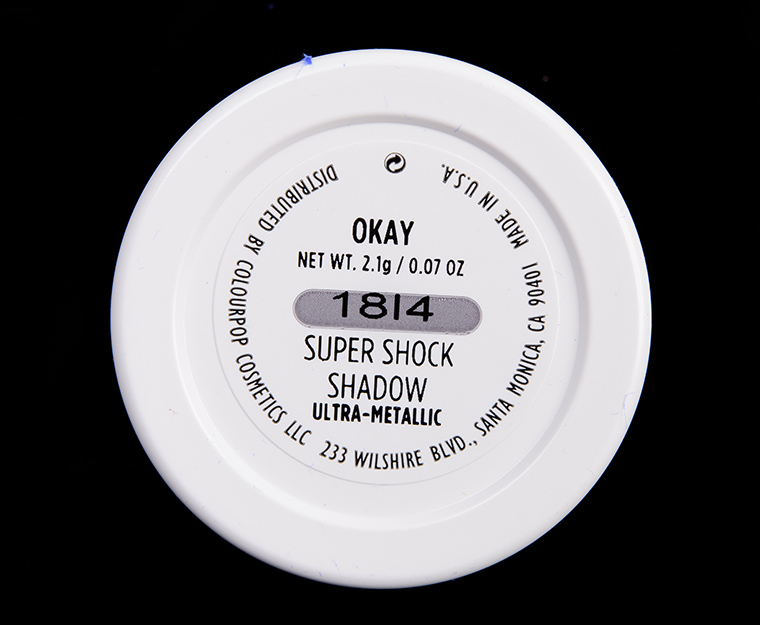 OKAY
NET WT. 2.1g / 0.07 OZ
1814
SUPER SHOCK
SHADOW
ULTRA-METALLIC
DISTRIBUTED BY COLOURPOP COSMETICS LLC 233 WILSHIRE BLVD., SANTA MONICA, CA 90401 MADE IN U.S.A.